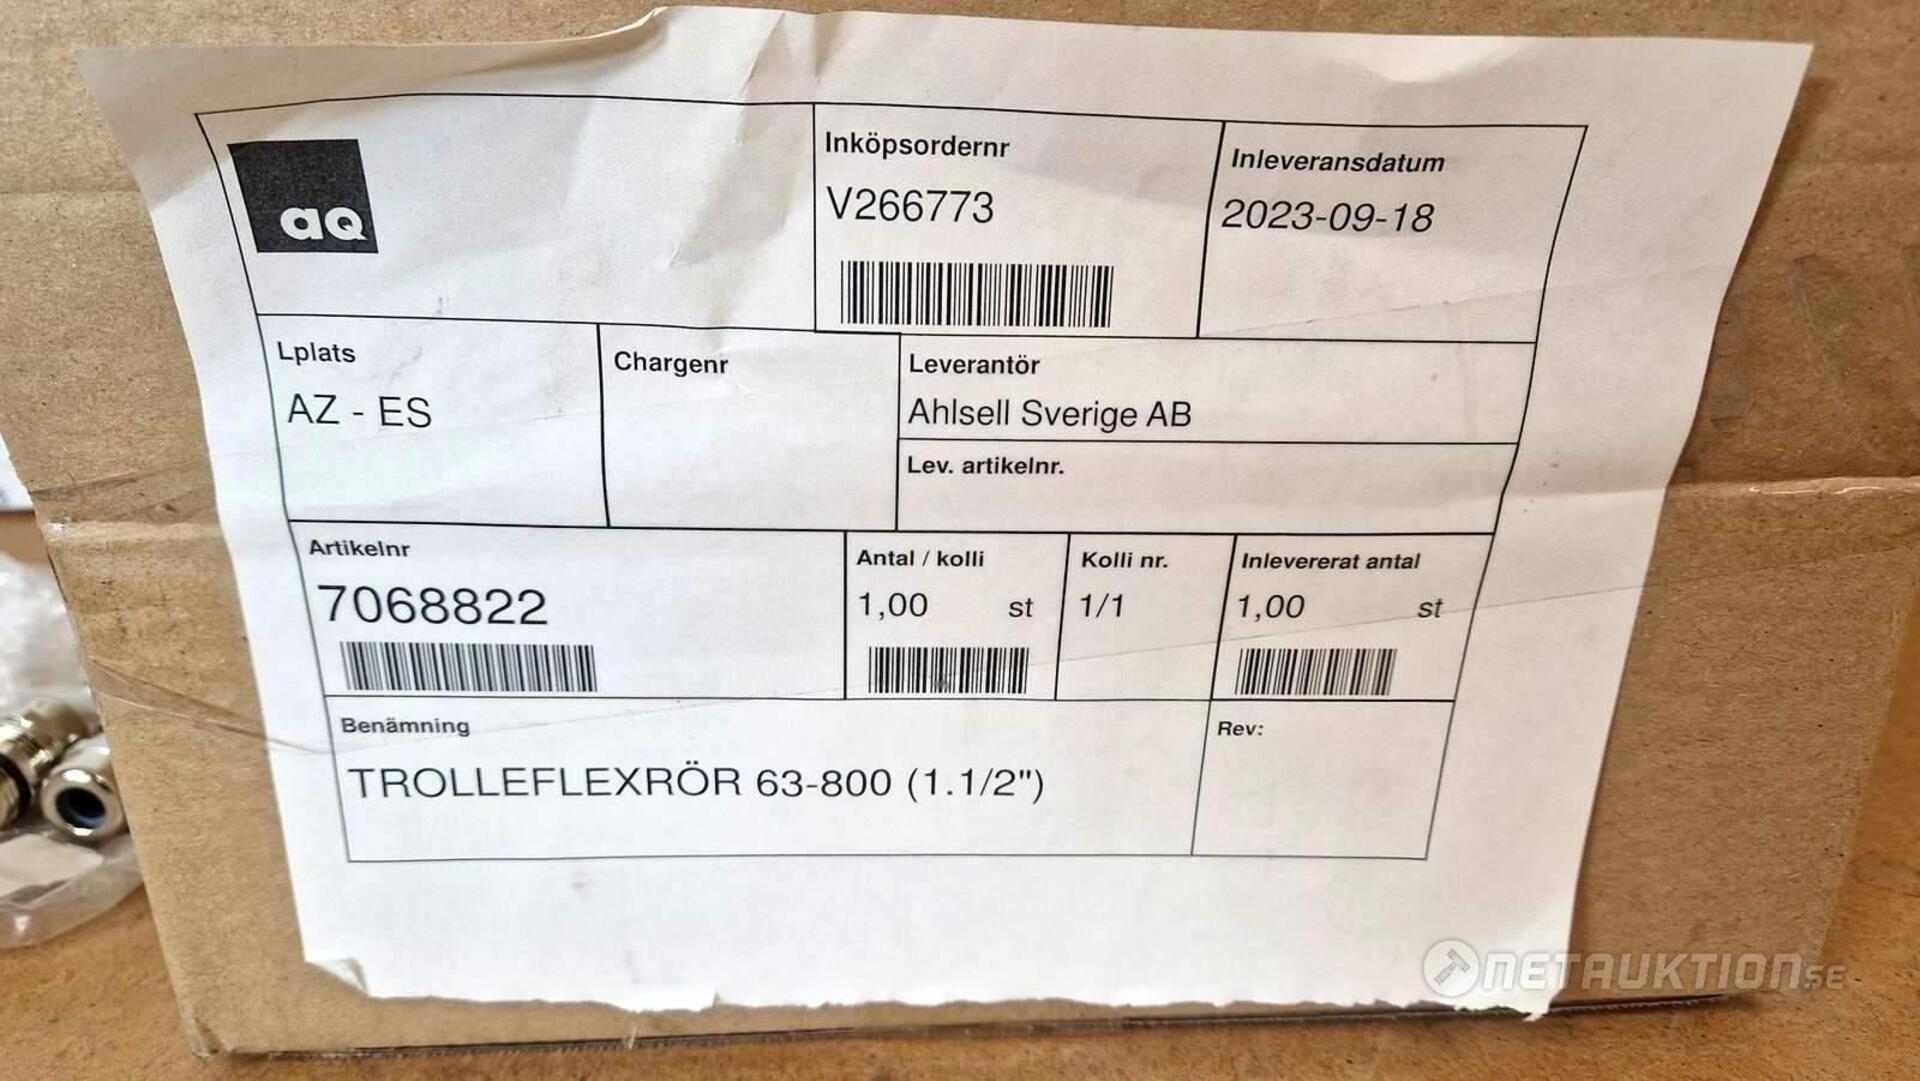 aQ
Inköpsordernr
V266773
Inleveransdatum
2023-09-18
Lplats
AZ - ES
Chargenr
Leverantör
Ahlsell Sverige AB
Lev. artikelnr.
Artikelnr
7068822
Antal / kolli
1,00 st
Kolli nr.
1/1
Inlevererat antal
1,00 st
Benämning
TROLLEFLEXRÖR 63-800 (1.1/2")
Rev:
NETAUKTION.SE